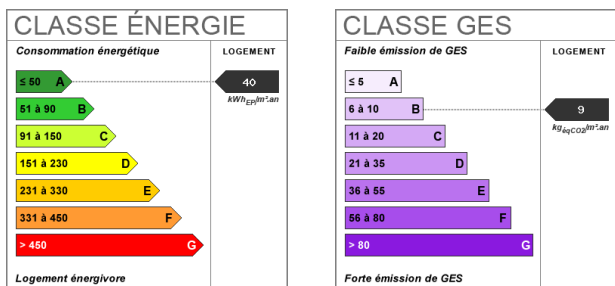 CLASSE ÉNERGIE
Consommation énergétique
LOGEMENT
≤ 50 A
40
kWhEP/m².an
51 à 90 B
91 à 150 C
151 à 230 D
231 à 330 E
331 à 450 F
> 450 G
Logement énergivore
CLASSE GES
Faible émission de GES
LOGEMENT
≤ 5 A
6 à 10 B
9
kgéqCO2/m².an
11 à 20 C
21 à 35 D
36 à 55 E
56 à 80 F
> 80 G
Forte émission de GES